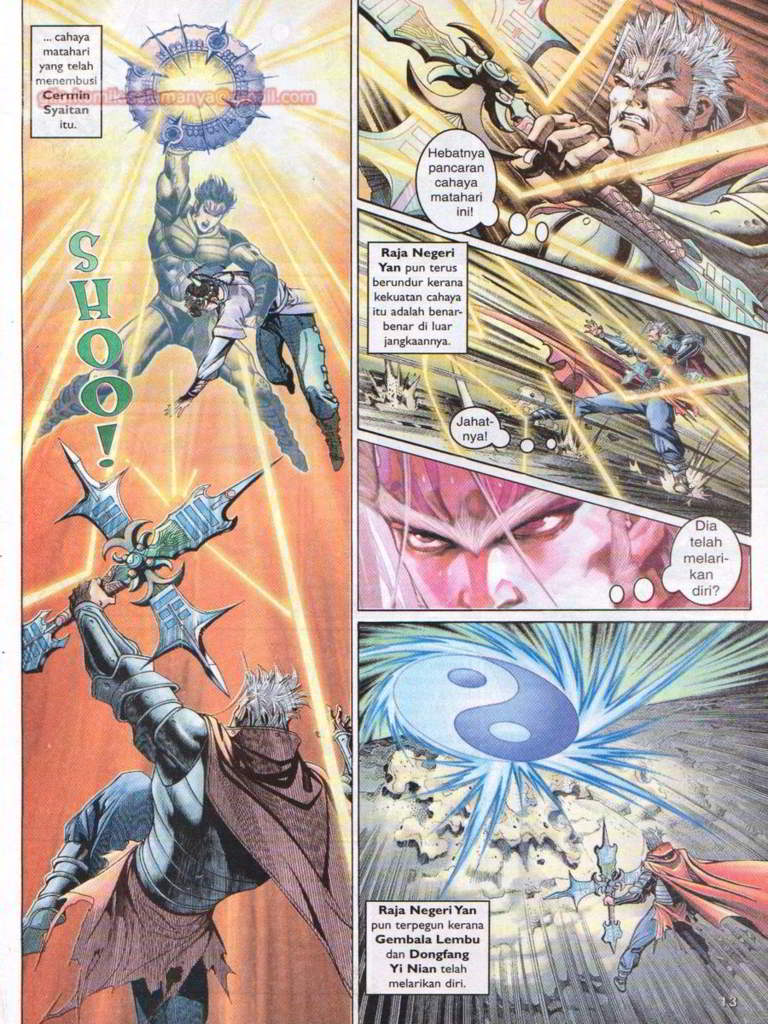 ... cahaya
matahari
yang telah
menembusi
Cermin
Syaitan
itu.
SHOO!
Hebatnya
pancaran
cahaya
matahari
ini!
Raja Negeri
Yan pun terus
berundur kerana
kekuatan cahaya
itu adalah benar-
benar di luar
jangkaannya.
Jahat-
nya!
Dia
telah
melari-
kan
diri?
Raja Negeri Yan
pun terpegun kerana
Gembala Lembu
dan Dongfang
Yi Nian telah
melarikan diri.
13